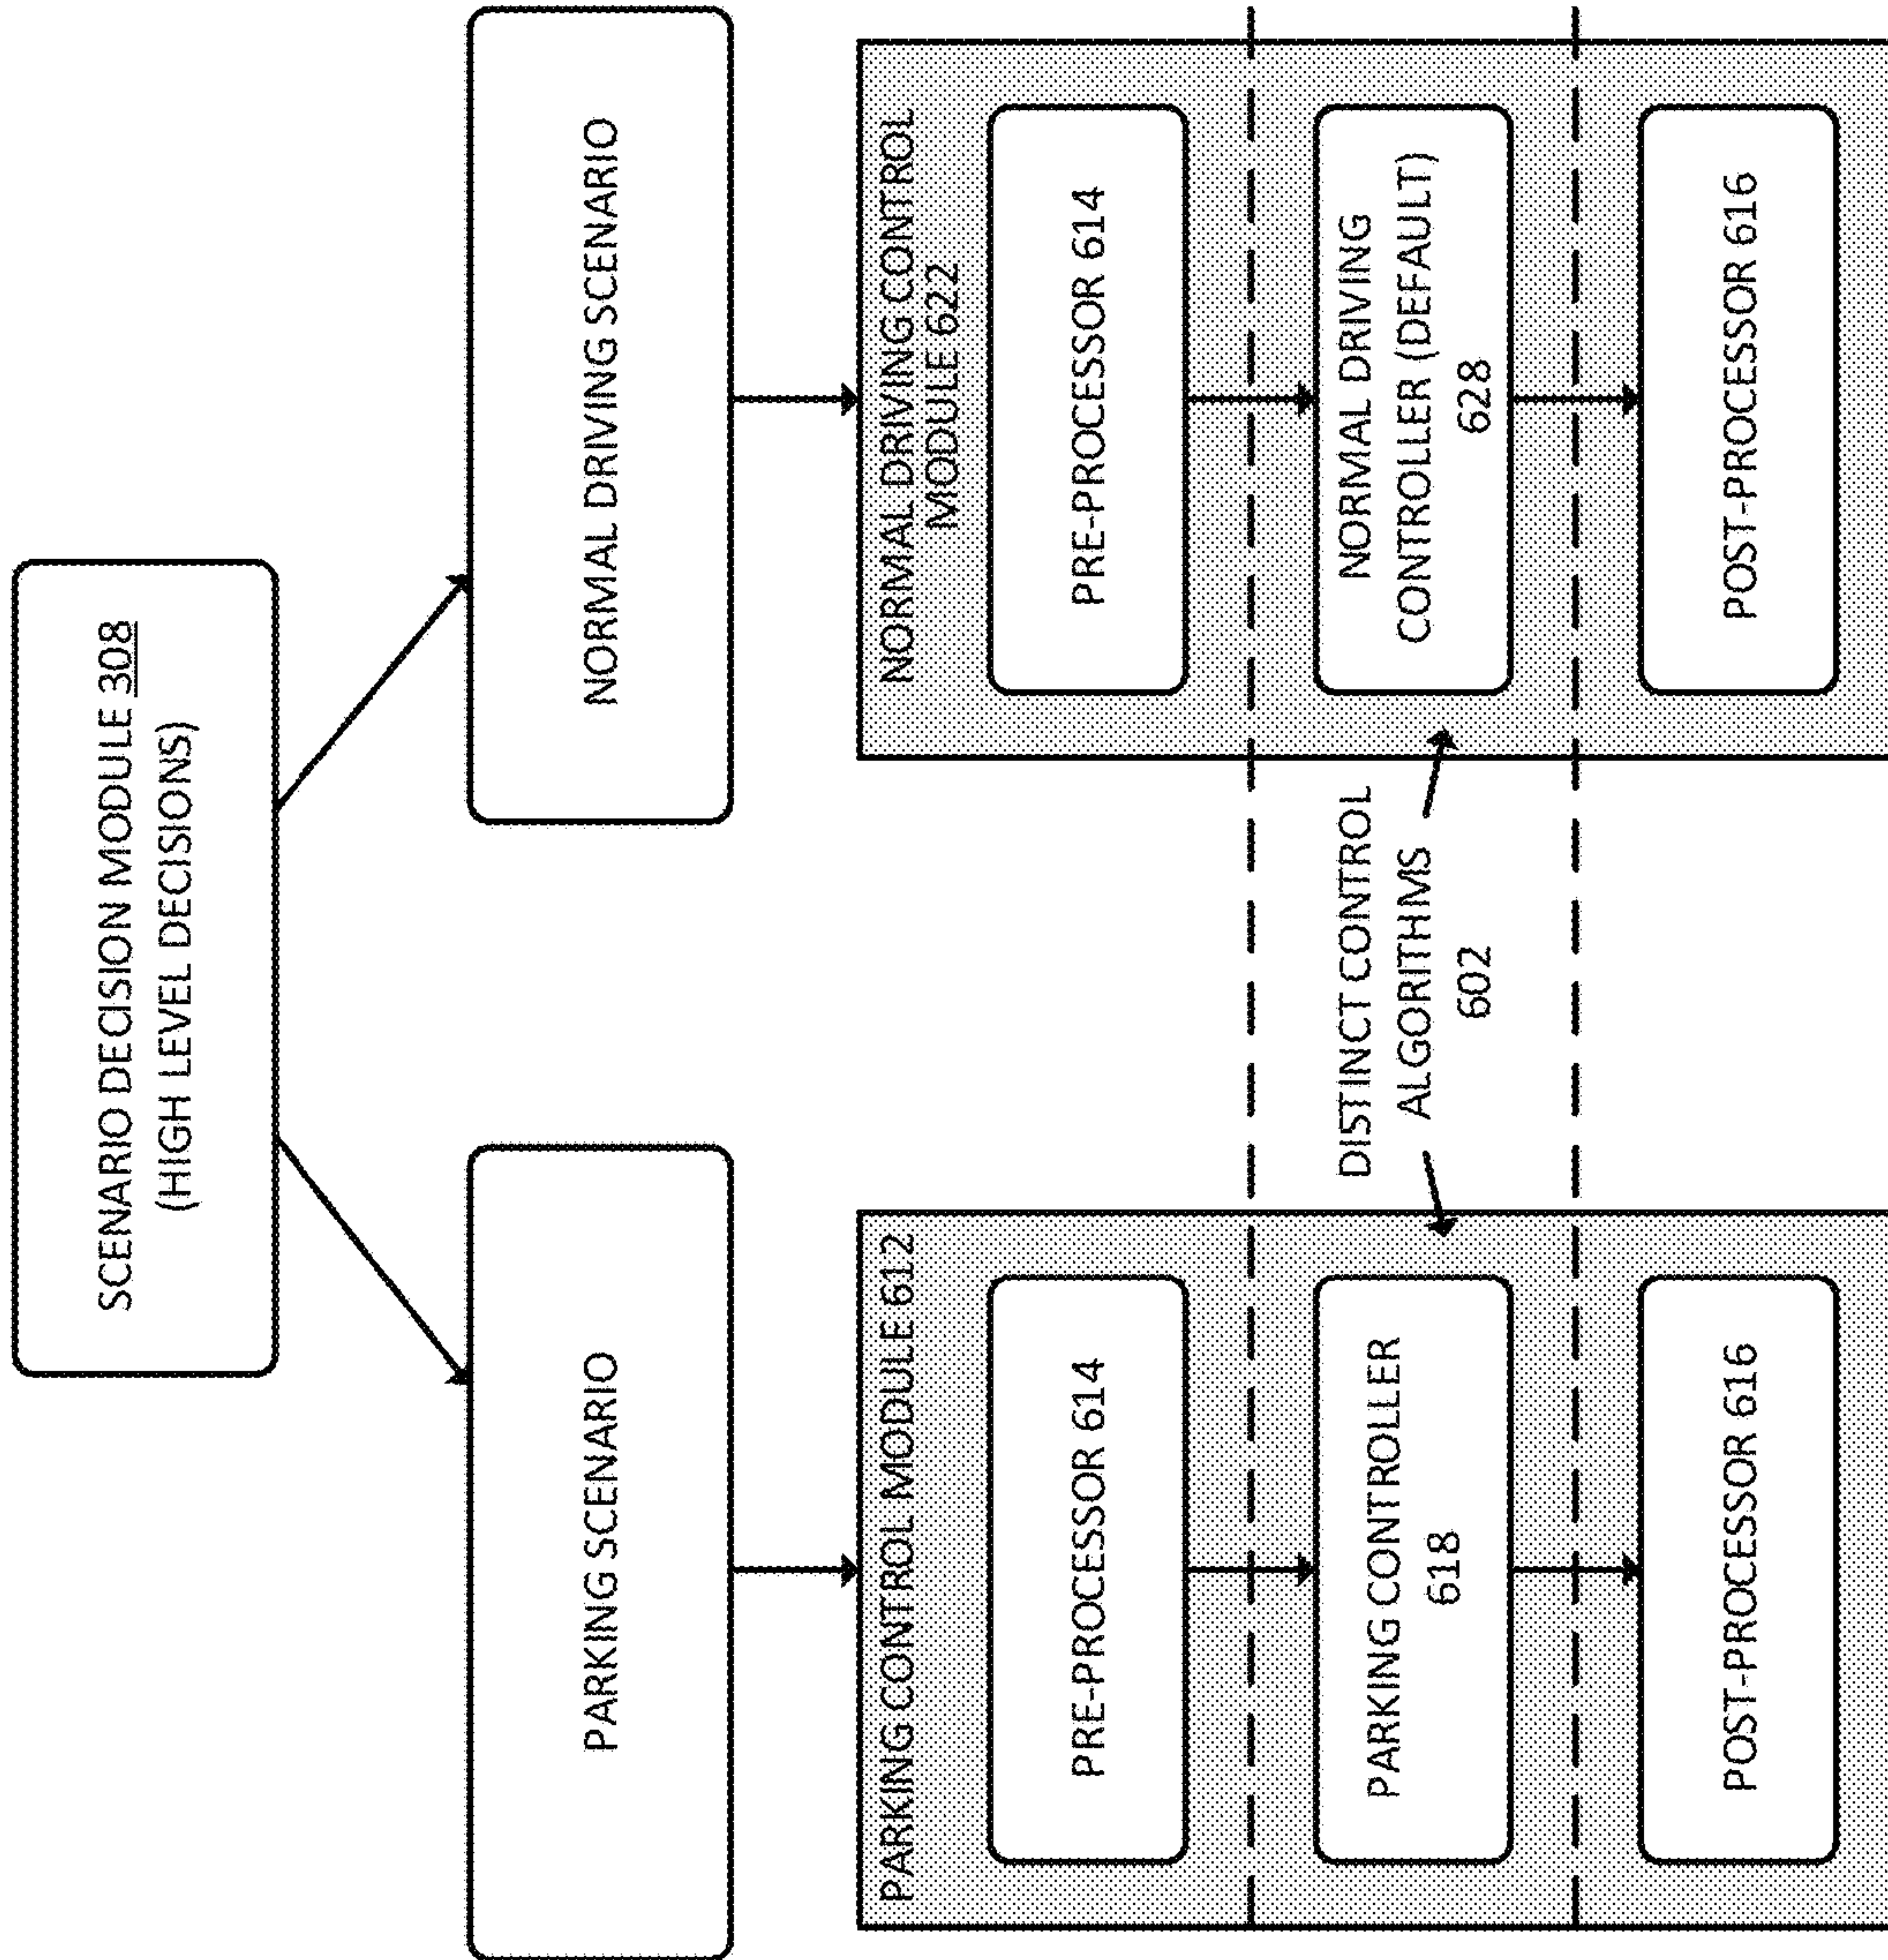 SCENARIO DECISION MODULE 308
(HIGH LEVEL DECISIONS)
PARKING SCENARIO
NORMAL DRIVING SCENARIO
PARKING CONTROL MODULE 612
PRE-PROCESSOR 614
PARKING CONTROLLER
618
POST-PROCESSOR 616
DISTINCT CONTROL
ALGORITHMS
602
NORMAL DRIVING CONTROL
MODULE 622
PRE-PROCESSOR 614
NORMAL DRIVING
CONTROLLER (DEFAULT)
628
POST-PROCESSOR 616